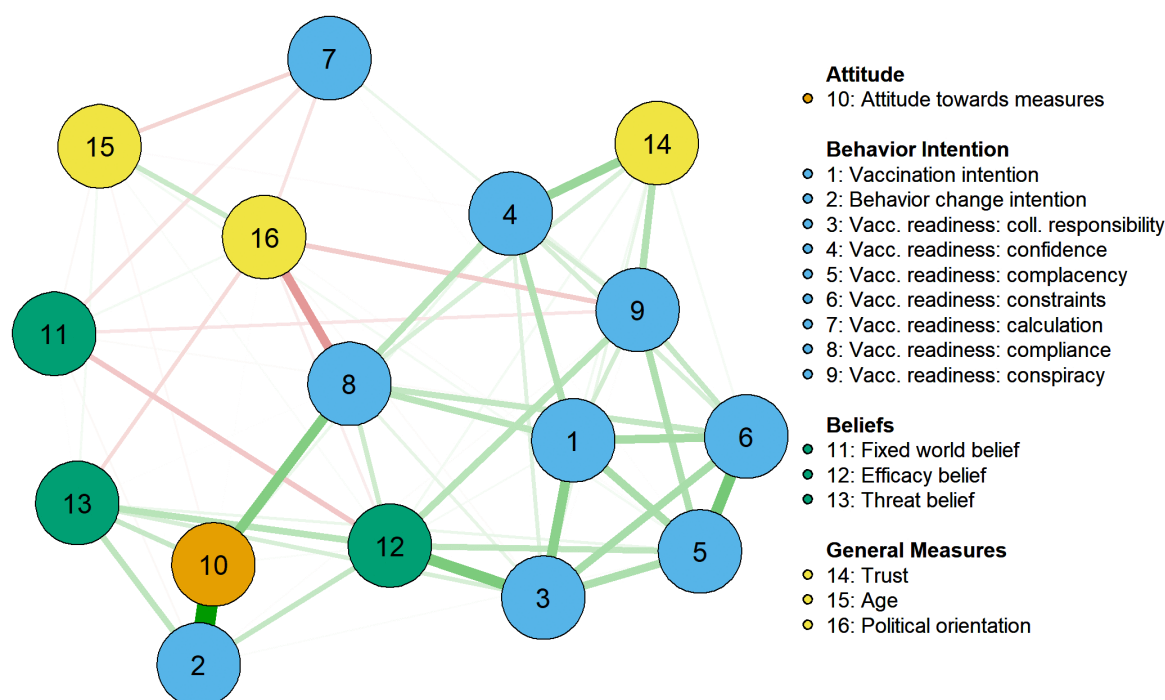 7
15
14
4
16
9
11
8
1
6
13
10
12
5
3
2
Attitude
10: Attitude towards measures
Behavior Intention
1: Vaccination intention
2: Behavior change intention
3: Vacc. readiness: coll. responsibility
4: Vacc. readiness: confidence
5: Vacc. readiness: complacency
6: Vacc. readiness: constraints
7: Vacc. readiness: calculation
8: Vacc. readiness: compliance
9: Vacc. readiness: conspiracy
Beliefs
11: Fixed world belief
12: Efficacy belief
13: Threat belief
General Measures
14: Trust
15: Age
16: Political orientation